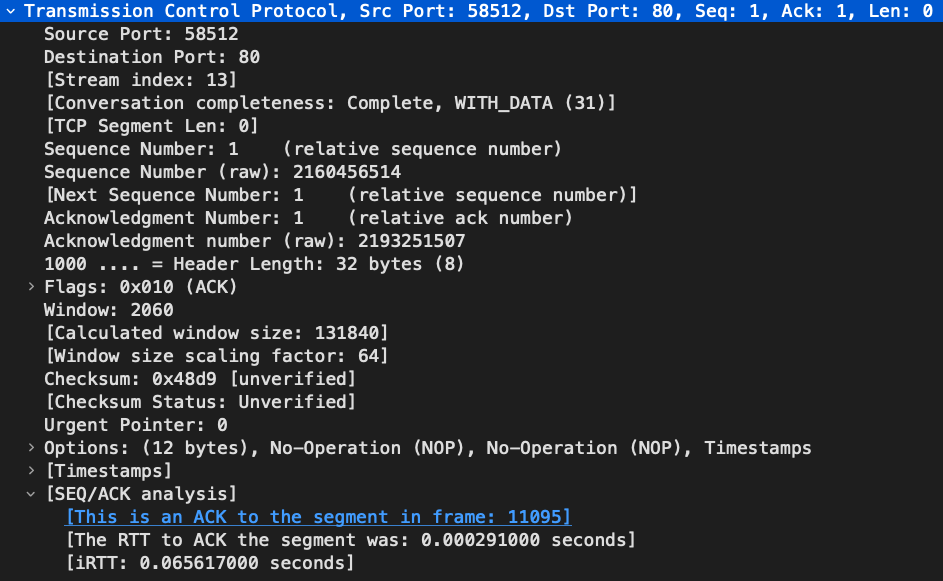 Transmission Control Protocol, Src Port: 58512, Dst Port: 80, Seq: 1, Ack: 1, Len: 0
Source Port: 58512
Destination Port: 80
[Stream index: 13]
[Conversation completeness: Complete, WITH_DATA (31)]
[TCP Segment Len: 0]
Sequence Number: 1    (relative sequence number)
Sequence Number (raw): 2160456514
[Next Sequence Number: 1    (relative sequence number)]
Acknowledgment Number: 1    (relative ack number)
Acknowledgment number (raw): 2193251507
1000 .... = Header Length: 32 bytes (8)
Flags: 0x010 (ACK)
Window: 2060
[Calculated window size: 131840]
[Window size scaling factor: 64]
Checksum: 0x48d9 [unverified]
[Checksum Status: Unverified]
Urgent Pointer: 0
Options: (12 bytes), No-Operation (NOP), No-Operation (NOP), Timestamps
[Timestamps]
[SEQ/ACK analysis]
[This is an ACK to the segment in frame: 11095]
[The RTT to ACK the segment was: 0.000291000 seconds]
[iRTT: 0.065617000 seconds]